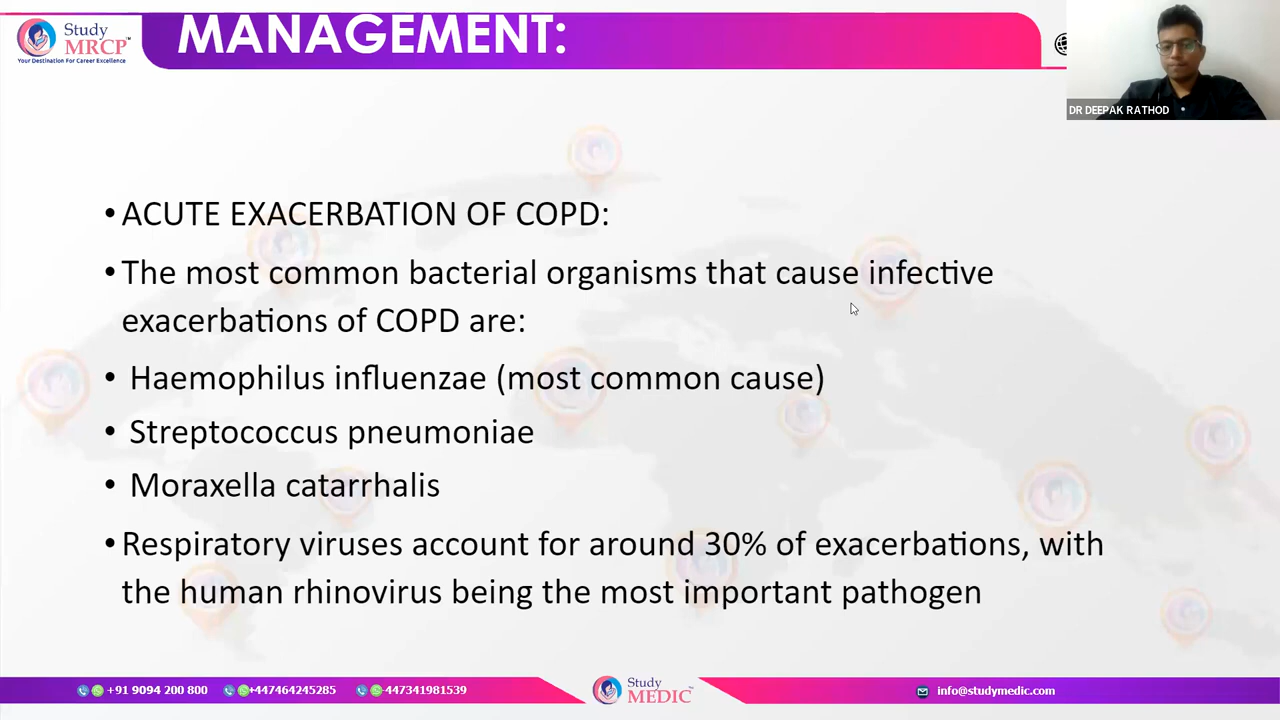 Study
MRCP™
Your Destination For Career Excellence
MANAGEMENT:
DR DEEPAK RATHOD
• ACUTE EXACERBATION OF COPD:
• The most common bacterial organisms that cause infective
exacerbations of COPD are:
• Haemophilus influenzae (most common cause)
• Streptococcus pneumoniae
• Moraxella catarrhalis
• Respiratory viruses account for around 30% of exacerbations, with
the human rhinovirus being the most important pathogen
+91 9094 200 800
+447464245285
+447341981539
Study
MEDIC™
info@studymedic.com